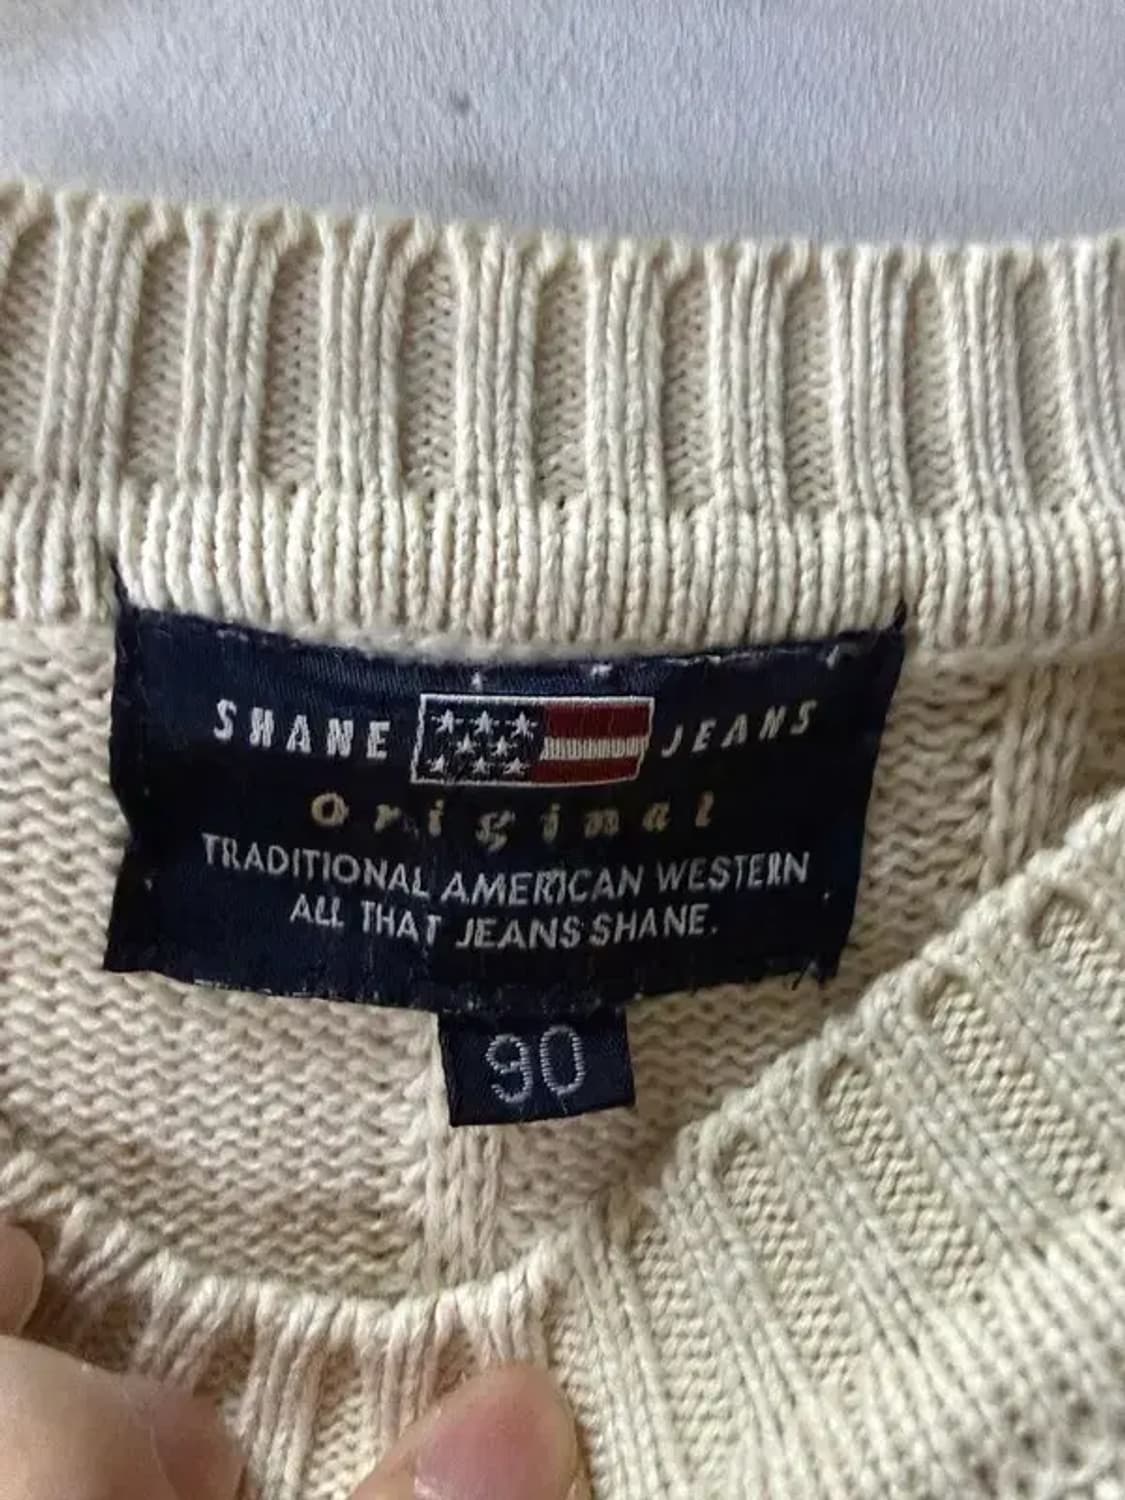 SHANE JEANS
Original
TRADITIONAL AMERICAN WESTERN
ALL THAT JEANS SHANE.
90